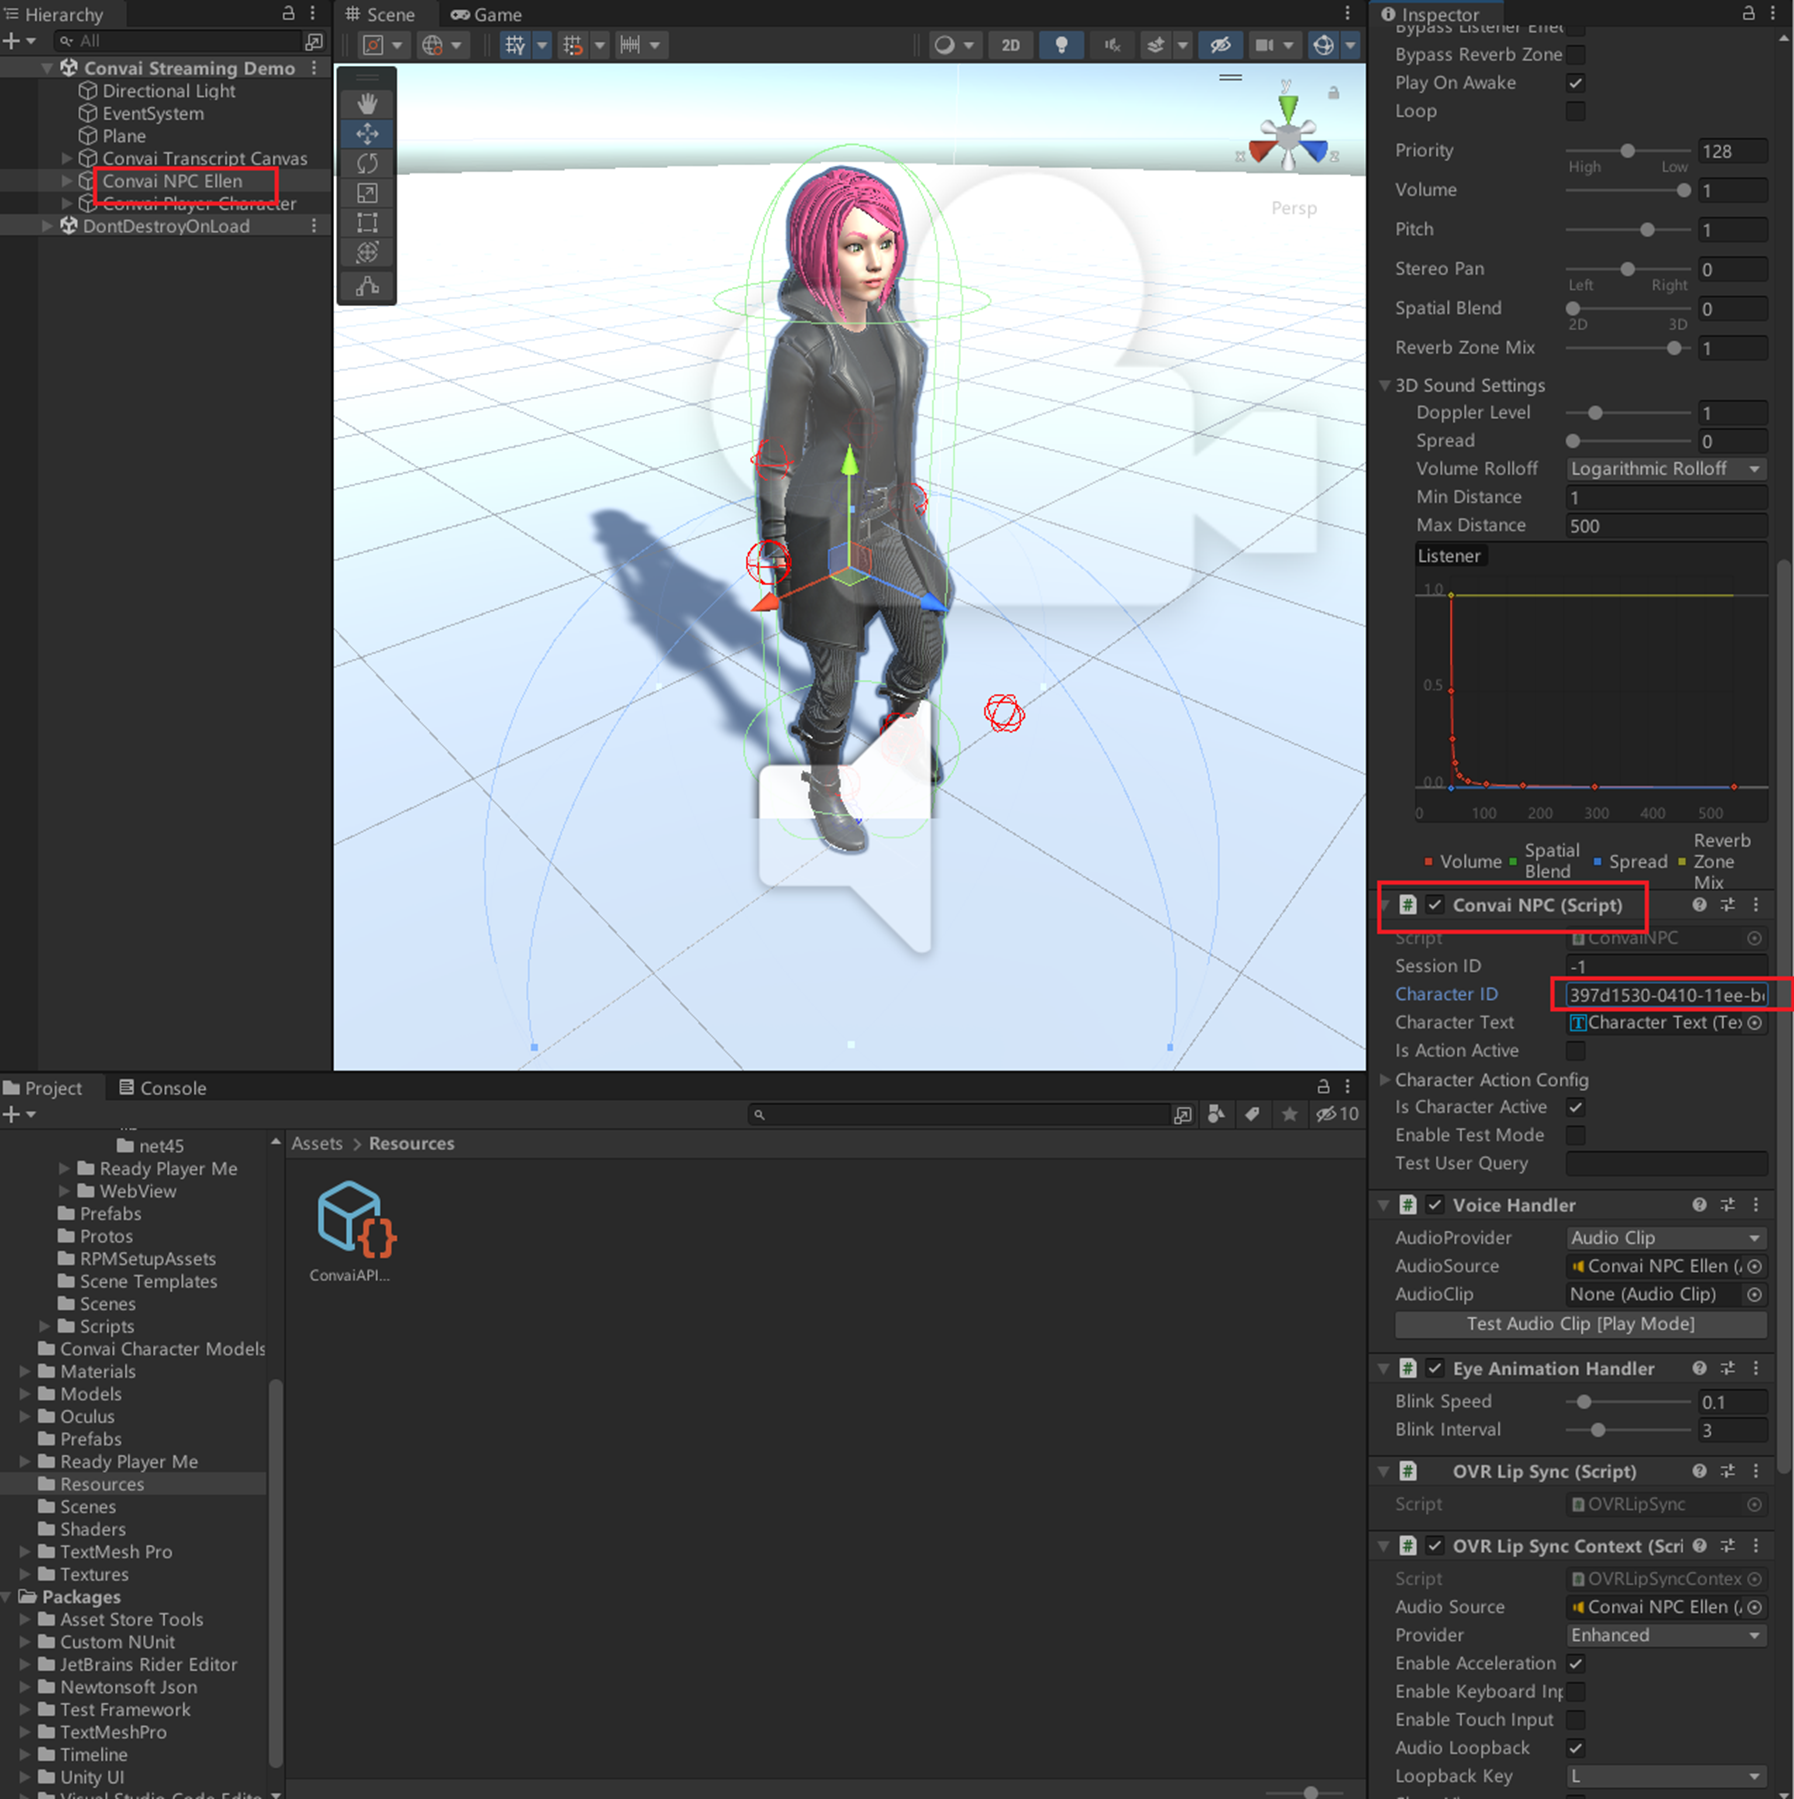 Hierarchy
All
Convai Streaming Demo
Directional Light
EventSystem
Plane
Convai Transcript Canvas
Convai NPC Ellen
Convai Player Character
DontDestroyOnLoad
Scene
Game
2D
y
x
z
Persp
Inspector
Bypass Listener Effe
Bypass Reverb Zone
Play On Awake
Loop
Priority
128
High Low
Volume
1
Pitch
1
Stereo Pan
0
Left Right
Spatial Blend
0
2D 3D
Reverb Zone Mix
1
3D Sound Settings
Doppler Level
1
Spread
0
Volume Rolloff
Logarithmic Rolloff
Min Distance
1
Max Distance
500
Listener
1.0
0.5
0.0
0 100 200 300 400 500
Volume
Spatial Blend
Spread
Reverb Zone Mix
Convai NPC (Script)
Script
ConvaiNPC
Session ID
-1
Character ID
397d1530-0410-11ee-b
Character Text
Character Text (Tex
Is Action Active
Character Action Config
Is Character Active
Enable Test Mode
Test User Query
Voice Handler
AudioProvider
Audio Clip
AudioSource
Convai NPC Ellen (
AudioClip
None (Audio Clip)
Test Audio Clip [Play Mode]
Eye Animation Handler
Blink Speed
0.1
Blink Interval
3
OVR Lip Sync (Script)
Script
OVRLipSync
OVR Lip Sync Context (Scri
Script
OVRLipSyncContex
Audio Source
Convai NPC Ellen (
Provider
Enhanced
Enable Acceleration
Enable Keyboard Inp
Enable Touch Input
Audio Loopback
Loopback Key
L
Project
Console
10
net45
Ready Player Me
WebView
Prefabs
Protos
RPMSetupAssets
Scene Templates
Scenes
Scripts
Convai Character Models
Materials
Models
Oculus
Prefabs
Ready Player Me
Resources
Scenes
Shaders
TextMesh Pro
Textures
Packages
Asset Store Tools
Custom NUnit
JetBrains Rider Editor
Newtonsoft Json
Test Framework
TextMeshPro
Timeline
Unity UI
Visual Studio Code Edito
Assets > Resources
ConvaiAPI...